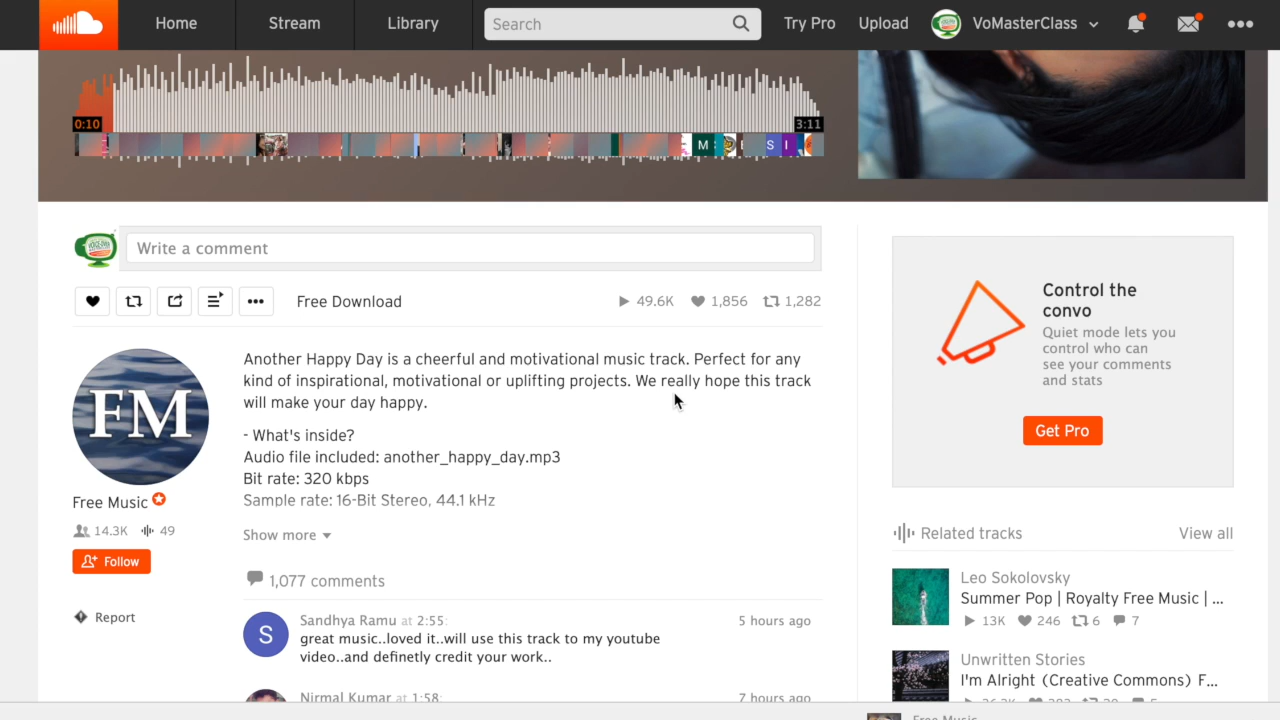 Home
Stream
Library
Search
Try Pro
Upload
VoMasterClass
0:10
3:11
M
S
I
Write a comment
Free Download
49.6K
1,856
1,282
FM
Free Music
14.3K
49
Follow
Report
Another Happy Day is a cheerful and motivational music track. Perfect for any
kind of inspirational, motivational or uplifting projects. We really hope this track
will make your day happy.
- What's inside?
Audio file included: another_happy_day.mp3
Bit rate: 320 kbps
Sample rate: 16-Bit Stereo, 44.1 kHz
Show more
1,077 comments
S
Sandhya Ramu at 2:55:
5 hours ago
great music..loved it..will use this track to my youtube
video..and definetly credit your work..
Nirmal Kumar at 1:58:
7 hours ago
Control the
convo
Quiet mode lets you
control who can
see your comments
and stats
Get Pro
Related tracks
View all
Leo Sokolovsky
Summer Pop | Royalty Free Music | ...
13K
246
6
7
Unwritten Stories
I'm Alright (Creative Commons) F...
Free Music